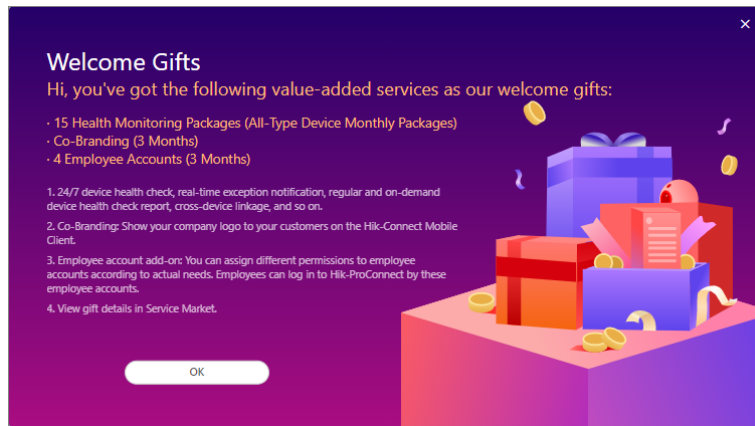 Welcome Gifts
Hi, you've got the following value-added services as our welcome gifts:
· 15 Health Monitoring Packages (All-Type Device Monthly Packages)
· Co-Branding (3 Months)
· 4 Employee Accounts (3 Months)
1. 24/7 device health check, real-time exception notification, regular and on-demand
device health check report, cross-device linkage, and so on.
2. Co-Branding: Show your company logo to your customers on the Hik-Connect Mobile
Client.
3. Employee account add-on: You can assign different permissions to employee
accounts according to actual needs. Employees can log in to Hik-ProConnect by these
employee accounts.
4. View gift details in Service Market.
OK